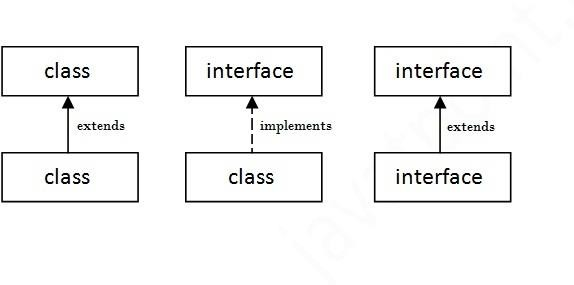 class
interface
interface
extends
implements
extends
class
class
interface